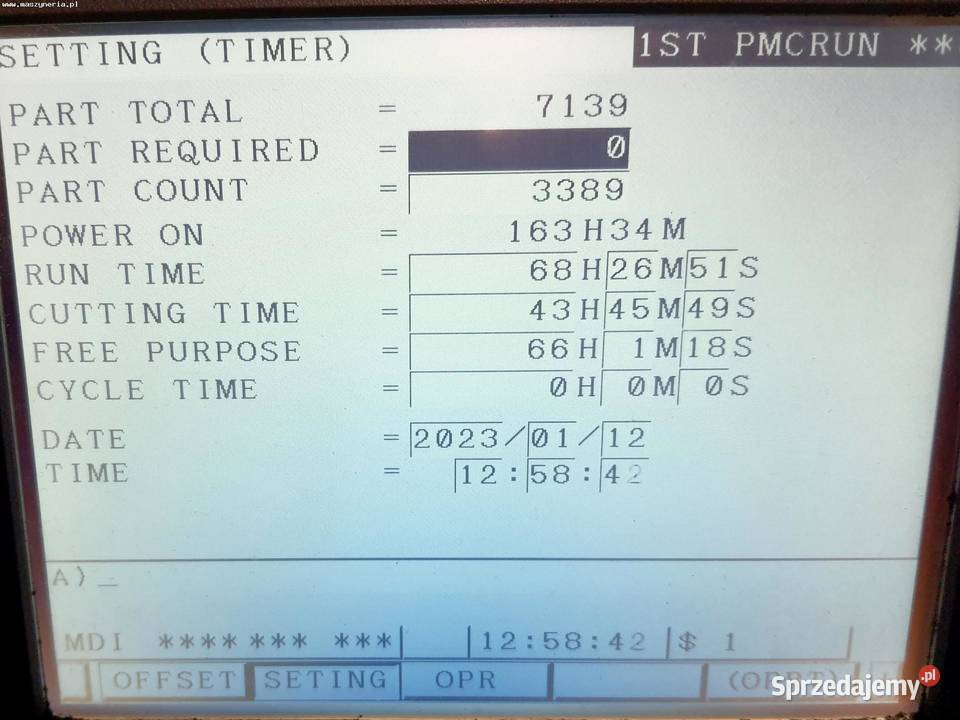 www.maszyneria.pl
SETTING (TIMER) 1ST PMCRUN **
PART TOTAL = 7139
PART REQUIRED = 0
PART COUNT = 3389
POWER ON = 163H34M
RUN TIME = 68H26M51S
CUTTING TIME = 43H45M49S
FREE PURPOSE = 66H 1M18S
CYCLE TIME = 0H 0M 0S
DATE = 2023/01/12
TIME = 12:58:42
A)_
MDI **** *** *** 12:58:42 $ 1
OFFSET SETING OPR
Sprzedajemy.pl